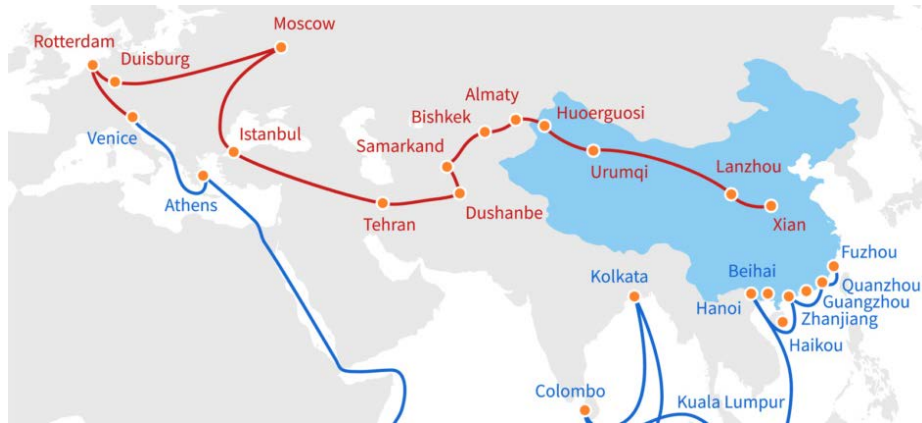 Moscow
Rotterdam
Duisburg
Almaty
Bishkek
Huoerguosi
Venice
Istanbul
Samarkand
Urumqi
Lanzhou
Athens
Tehran
Dushanbe
Xian
Fuzhou
Kolkata
Beihai
Quanzhou
Hanoi
Guangzhou
Zhanjiang
Haikou
Colombo
Kuala Lumpur